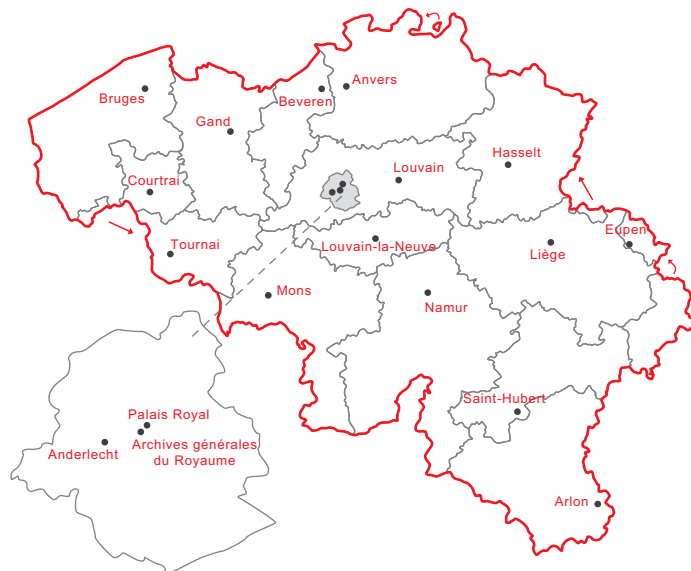 Anvers
Bruges
Beveren
Gand
Hasselt
Courtrai
Louvain
Tournai
Louvain-la-Neuve
Liège
Eupen
Mons
Namur
Saint-Hubert
Palais Royal
Anderlecht
Archives générales
du Royaume
Arlon